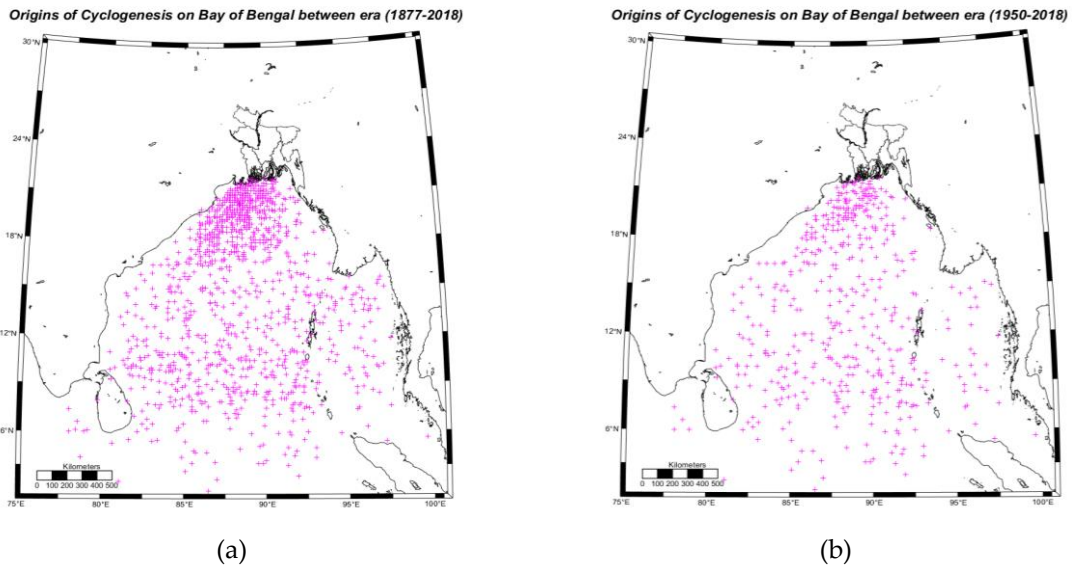 Origins of Cyclogenesis on Bay of Bengal between era (1877-2018)
30°N
24°N
18°N
12°N
6°N
Kilometers
0 100 200 300 400 500
75°E 80°E 85°E 90°E 95°E 100°E
(a)
Origins of Cyclogenesis on Bay of Bengal between era (1950-2018)
30°N
24°N
18°N
12°N
6°N
Kilometers
0 100 200 300 400 500
75°E 80°E 85°E 90°E 95°E 100°E
(b)